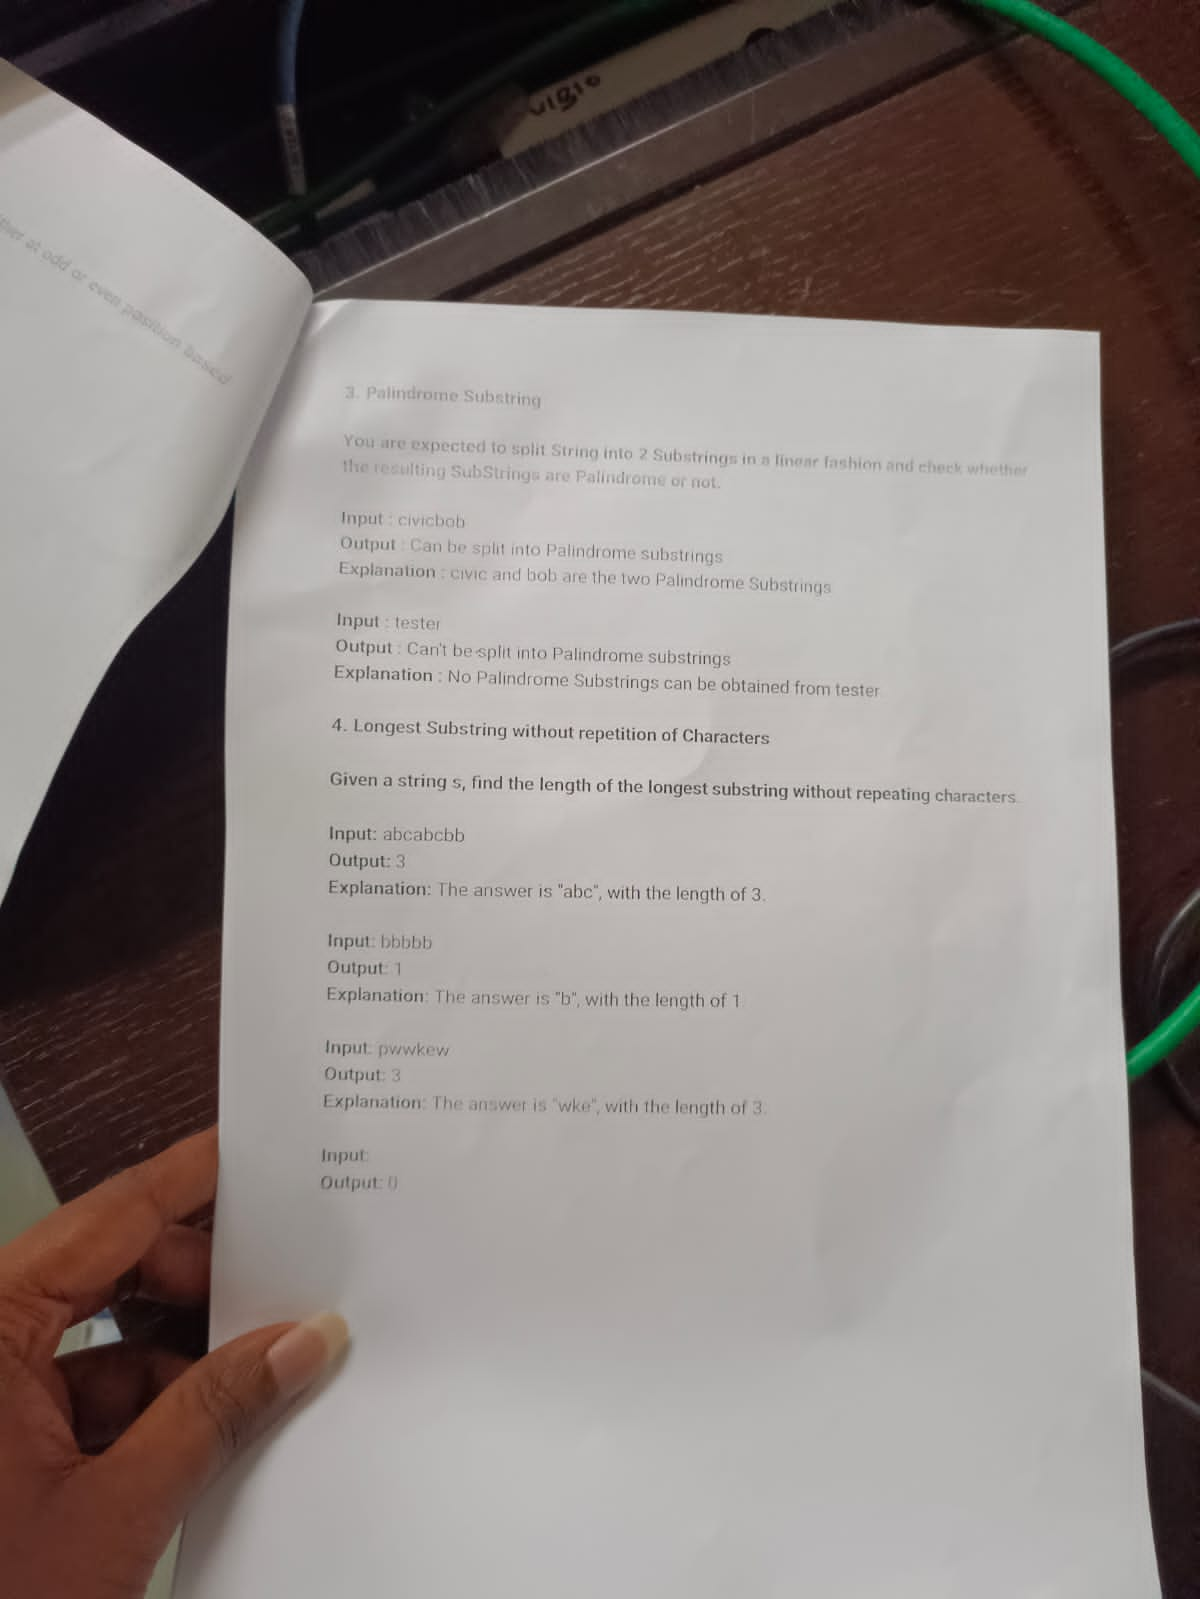 at odd or even position based
3. Palindrome Substring
You are expected to split String into 2 Substrings in a linear fashion and check whether
the resulting SubStrings are Palindrome or not.
Input : civicbob
Output : Can be split into Palindrome substrings
Explanation : civic and bob are the two Palindrome Substrings
Input : tester
Output : Can't be split into Palindrome substrings
Explanation : No Palindrome Substrings can be obtained from tester
4. Longest Substring without repetition of Characters
Given a string s, find the length of the longest substring without repeating characters.
Input: abcabcbb
Output: 3
Explanation: The answer is "abc", with the length of 3.
Input: bbbbb
Output: 1
Explanation: The answer is "b", with the length of 1.
Input: pwwkew
Output: 3
Explanation: The answer is "wke", with the length of 3.
Input:
Output: 0